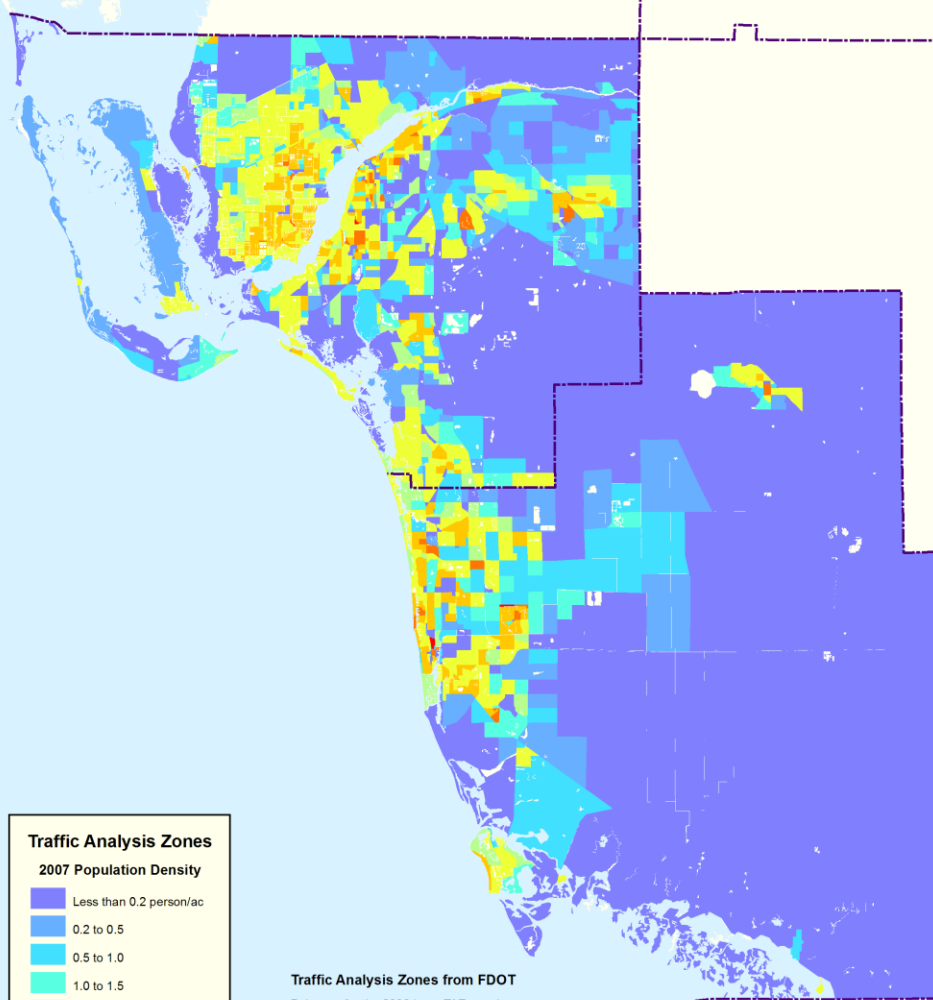 Traffic Analysis Zones
2007 Population Density
Less than 0.2 person/ac
0.2 to 0.5
0.5 to 1.0
1.0 to 1.5
Traffic Analysis Zones from FDOT